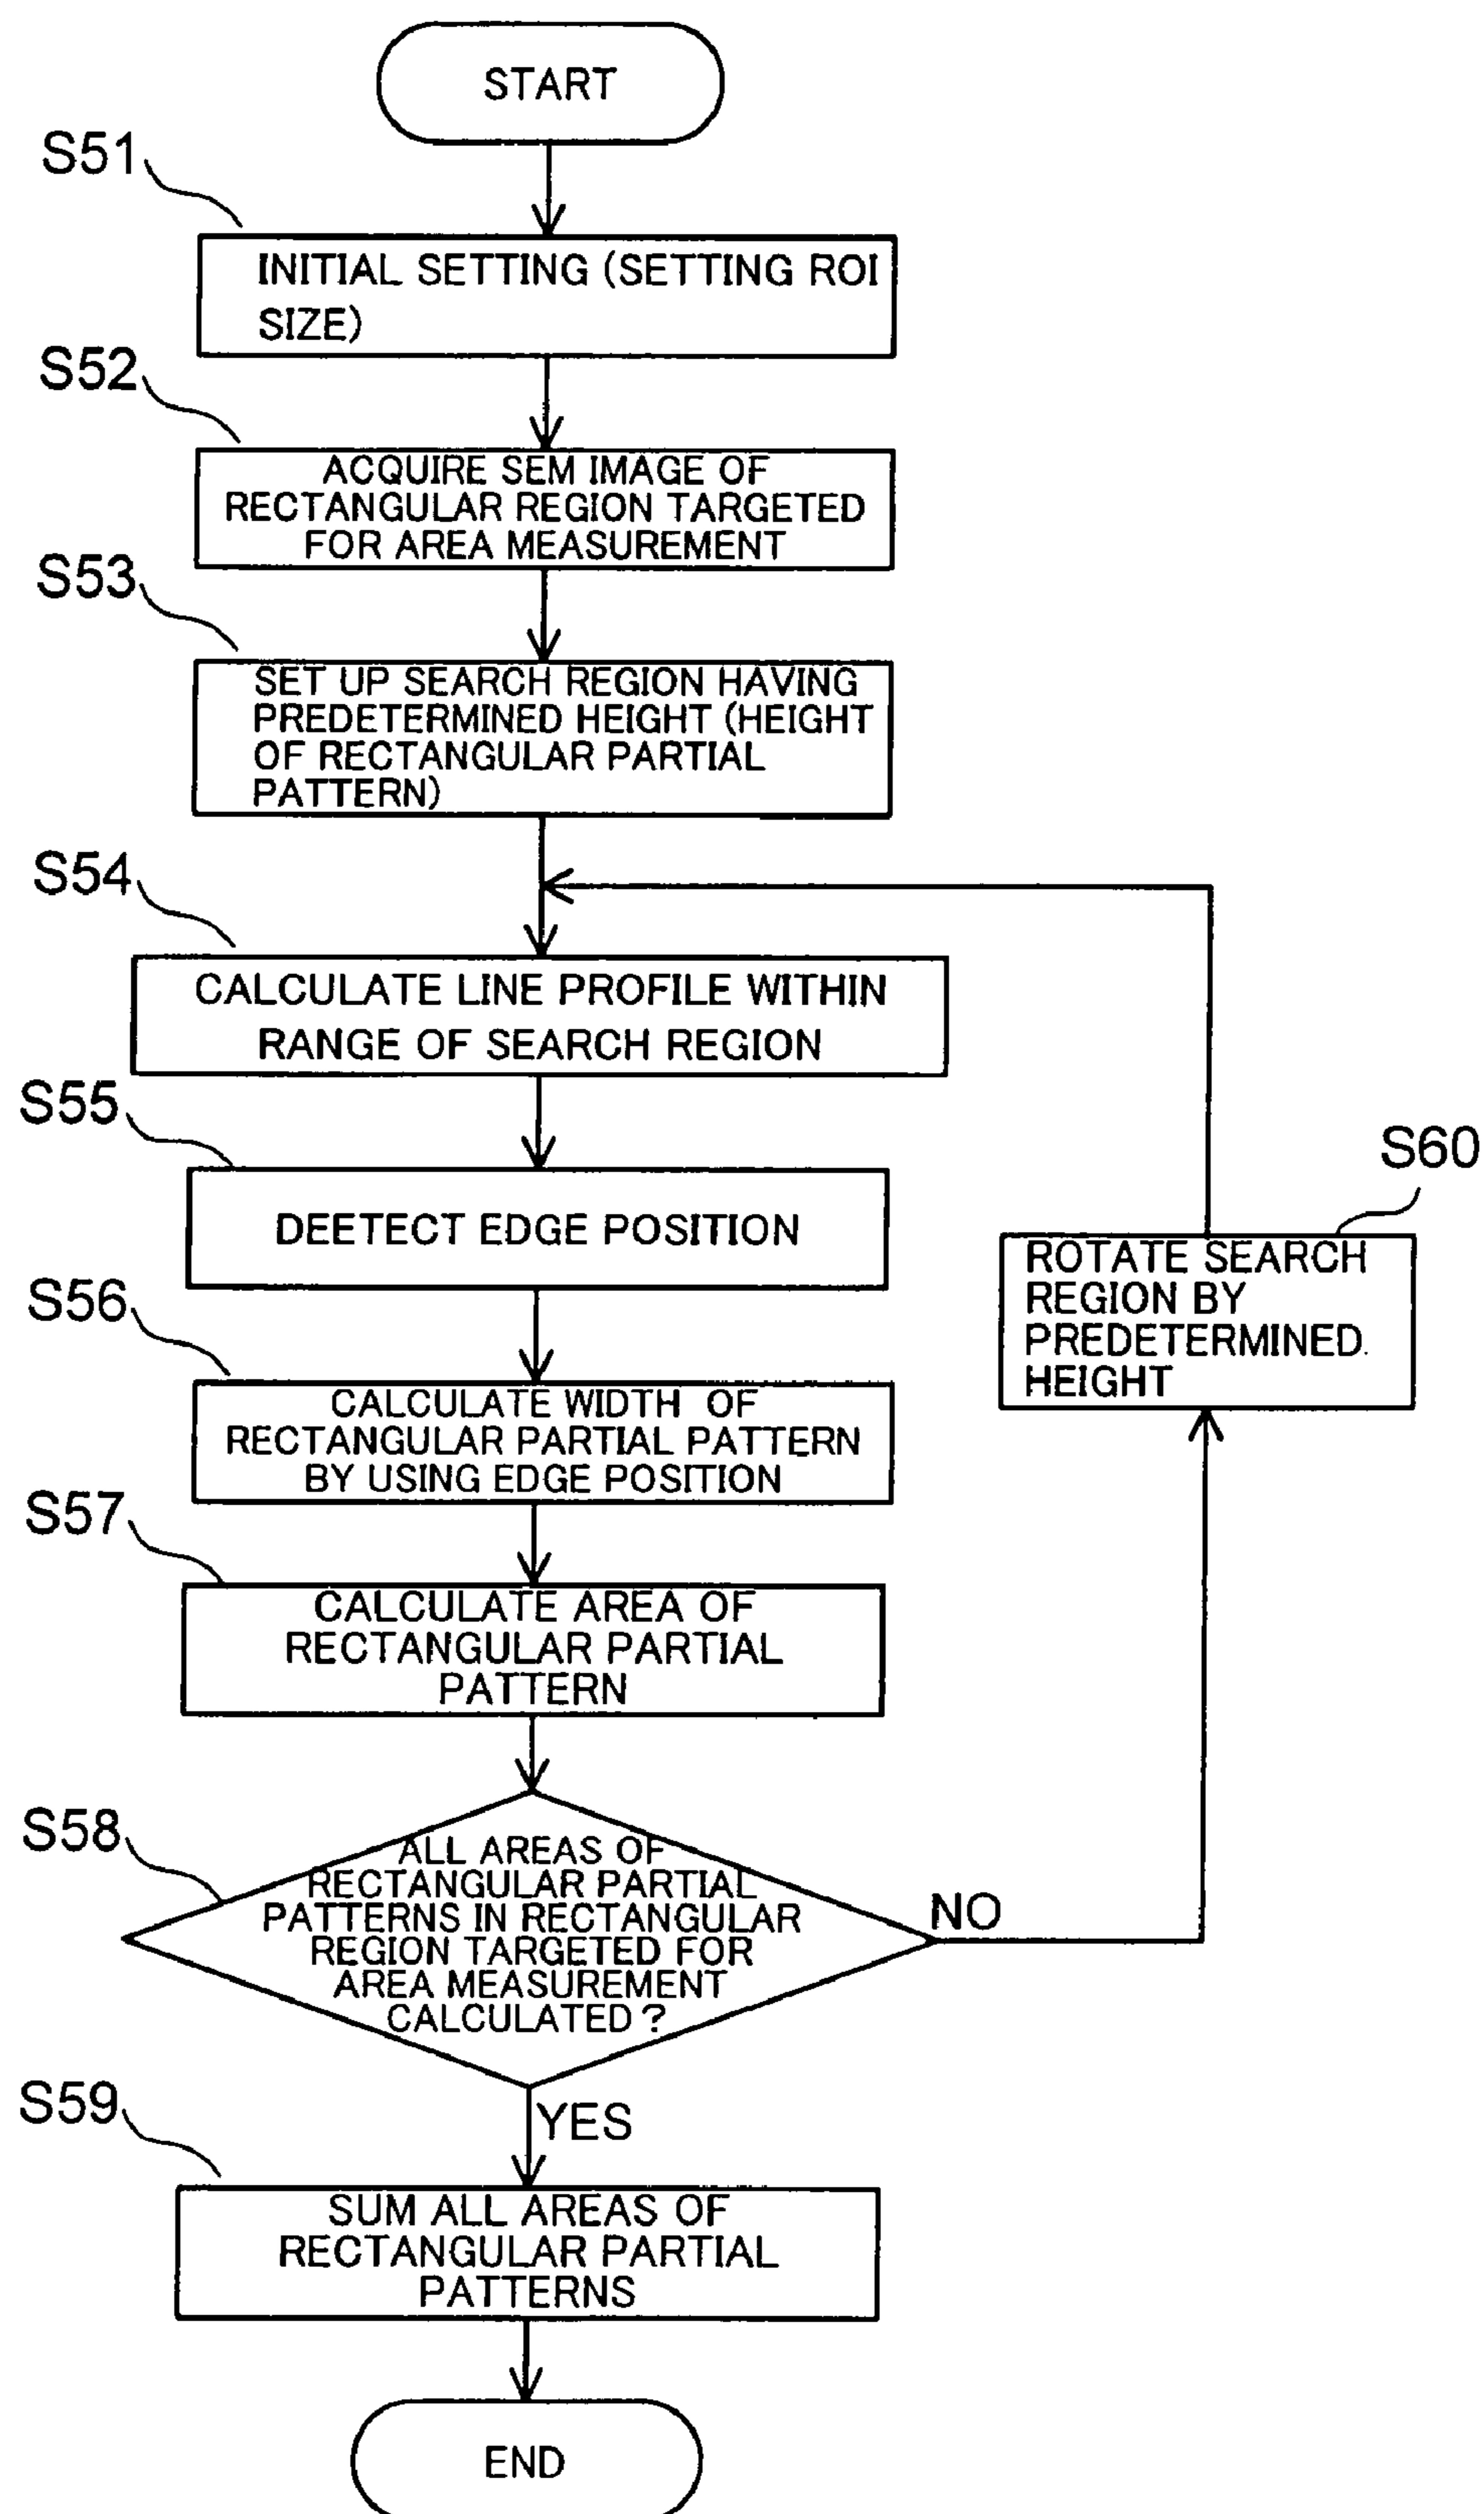 START
S51
INITIAL SETTING (SETTING ROI
SIZE)
S52
ACQUIRE SEM IMAGE OF
RECTANGULAR REGION TARGETED
FOR AREA MEASUREMENT
S53
SET UP SEARCH REGION HAVING
PREDETERMINED HEIGHT (HEIGHT
OF RECTANGULAR PARTIAL
PATTERN)
S54
CALCULATE LINE PROFILE WITHIN
RANGE OF SEARCH REGION
S55
DEETECT EDGE POSITION
S60
ROTATE SEARCH
REGION BY
PREDETERMINED.
HEIGHT
S56
CALCULATE WIDTH OF
RECTANGULAR PARTIAL PATTERN
BY USING EDGE POSITION
S57
CALCULATE AREA OF
RECTANGULAR PARTIAL
PATTERN
S58
ALL AREAS OF
RECTANGULAR PARTIAL
PATTERNS IN RECTANGULAR
REGION TARGETED FOR
AREA MEASUREMENT
CALCULATED?
NO
YES
S59
SUM ALL AREAS OF
RECTANGULAR PARTIAL
PATTERNS
END